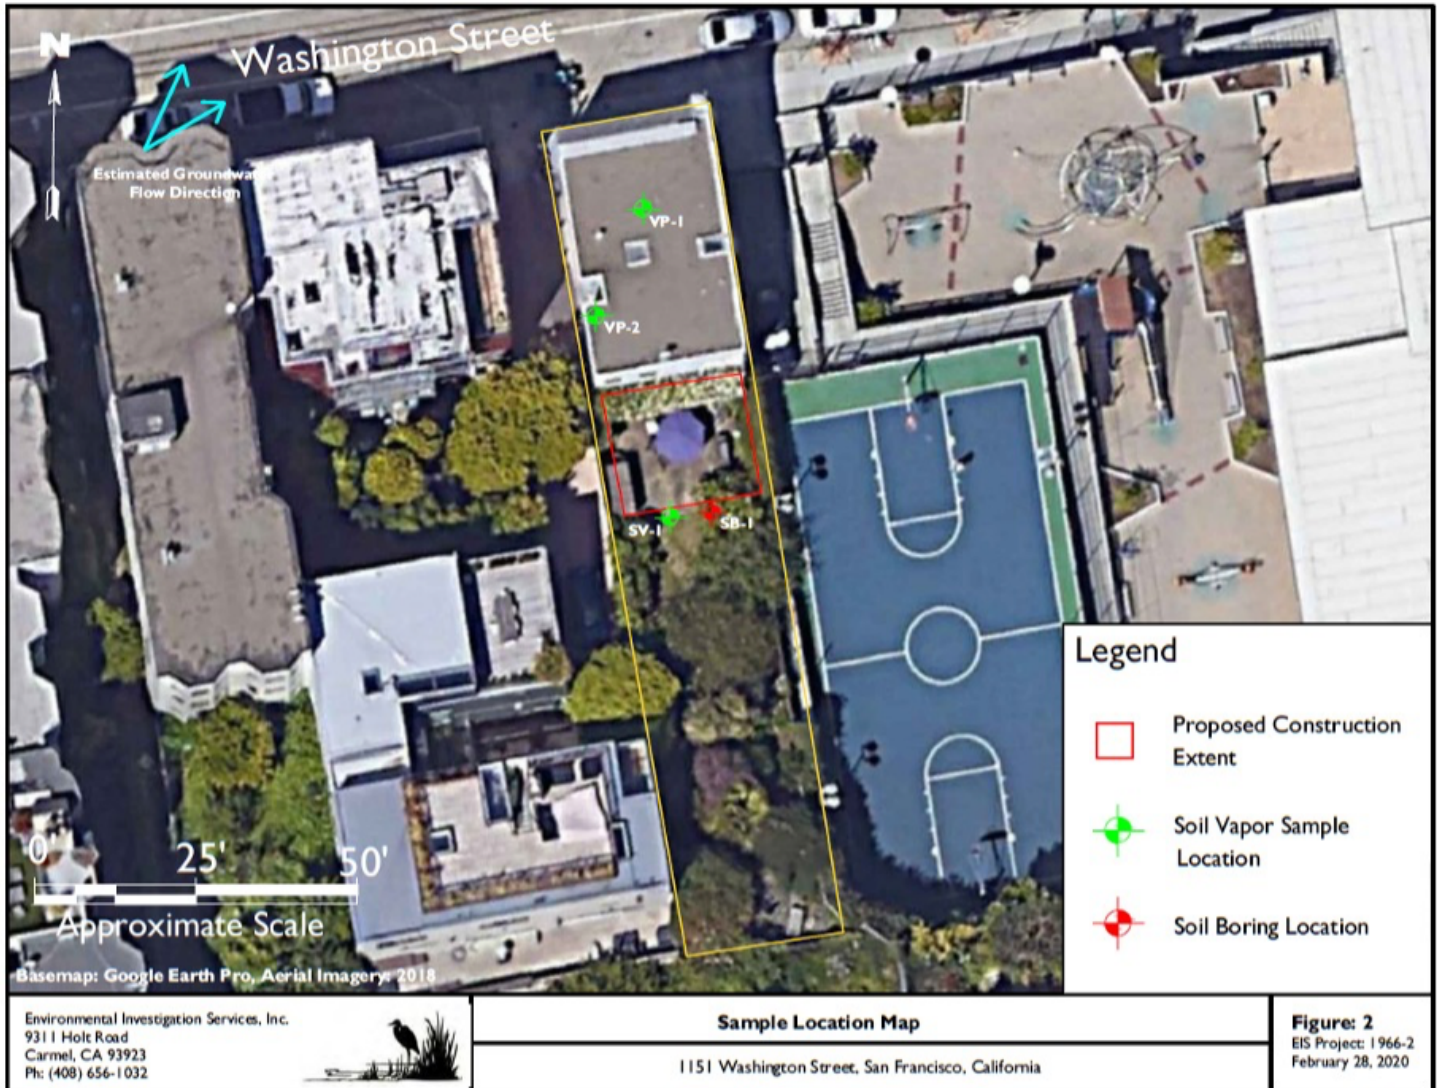 N
Washington Street
Estimated Groundwa
Flow Direction
VP-1
VP-2
SV-1
SB-1
Legend
Proposed Construction
Extent
Soil Vapor Sample
Location
Soil Boring Location
0' 25' 50'
Approximate Scale
Basemap: Google Earth Pro, Aerial Imagery: 2018
Environmental Investigation Services, Inc.
9311 Holt Road
Carmel, CA 93923
Ph: (408) 656-1032
Sample Location Map
1151 Washington Street, San Francisco, California
Figure: 2
EIS Project: 1966-2
February 28, 2020